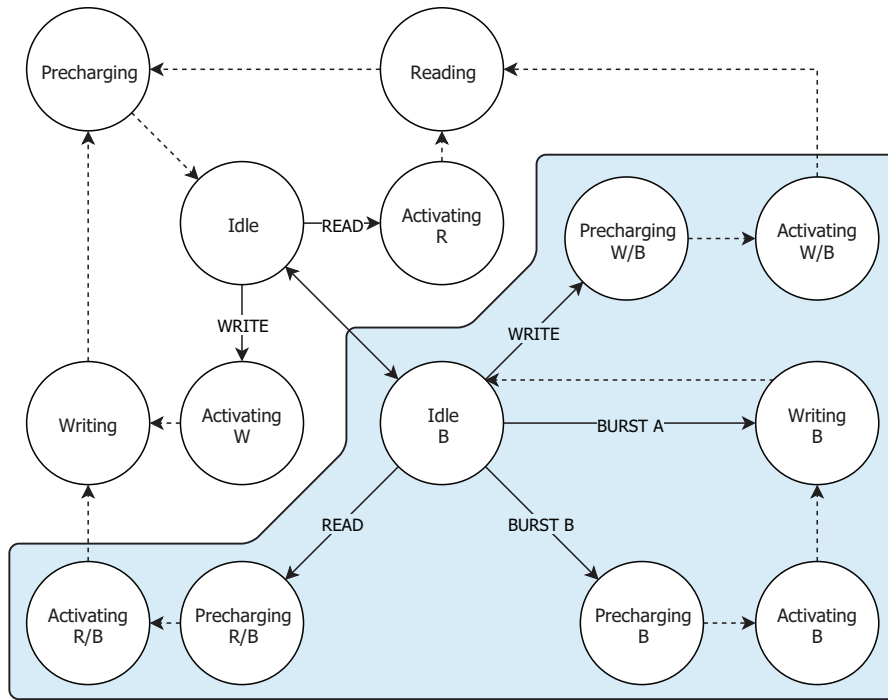 Precharging
Reading
Idle
READ
Activating
R
Precharging
W/B
Activating
W/B
WRITE
WRITE
Writing
Activating
W
Idle
B
BURST A
Writing
B
READ
BURST B
Activating
R/B
Precharging
R/B
Precharging
B
Activating
B